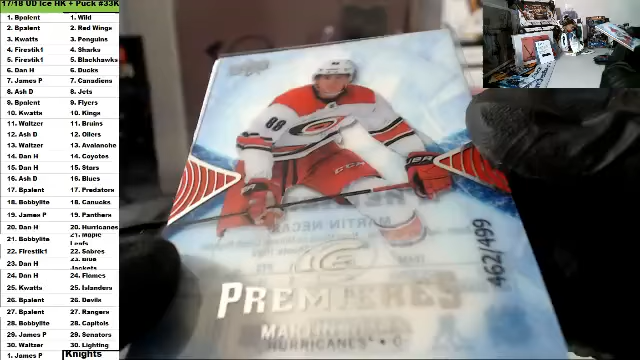 17/18 UD Ice HK + Puck #33K
1. Bpalent 1. Wild
2. Bpalent 2. Red Wings
3. Kwatts 3. Penguins
4. Firestik1 4. Sharks
5. Firestik1 5. Blackhawks
6. Dan H 6. Ducks
7. James P 7. Canadiens
8. Ash D 8. Jets
9. Bpalent 9. Flyers
10. Kwatts 10. Kings
11. Waltzer 11. Bruins
12. Ash D 12. Oilers
13. Waltzer 13. Avalanche
14. Dan H 14. Coyotes
15. Dan H 15. Stars
16. Ash D 16. Blues
17. Bpalent 17. Predators
18. Bobbylite 18. Canucks
19. James P 19. Panthers
20. Dan H 20. Hurricanes
21. Bobbylite 21. Maple Leafs
22. Firestik1 22. Sabres
23. Dan H 23. Blue Jackets
24. Dan H 24. Flames
25. Kwatts 25. Islanders
26. Bpalent 26. Devils
27. Bpalent 27. Rangers
28. Bobbylite 28. Capitols
29. James P 29. Senators
30. Waltzer 30. Lighting
1. James P Knights
88
CCM
462/499
ICE
PREMIERES
HURRICANES • C